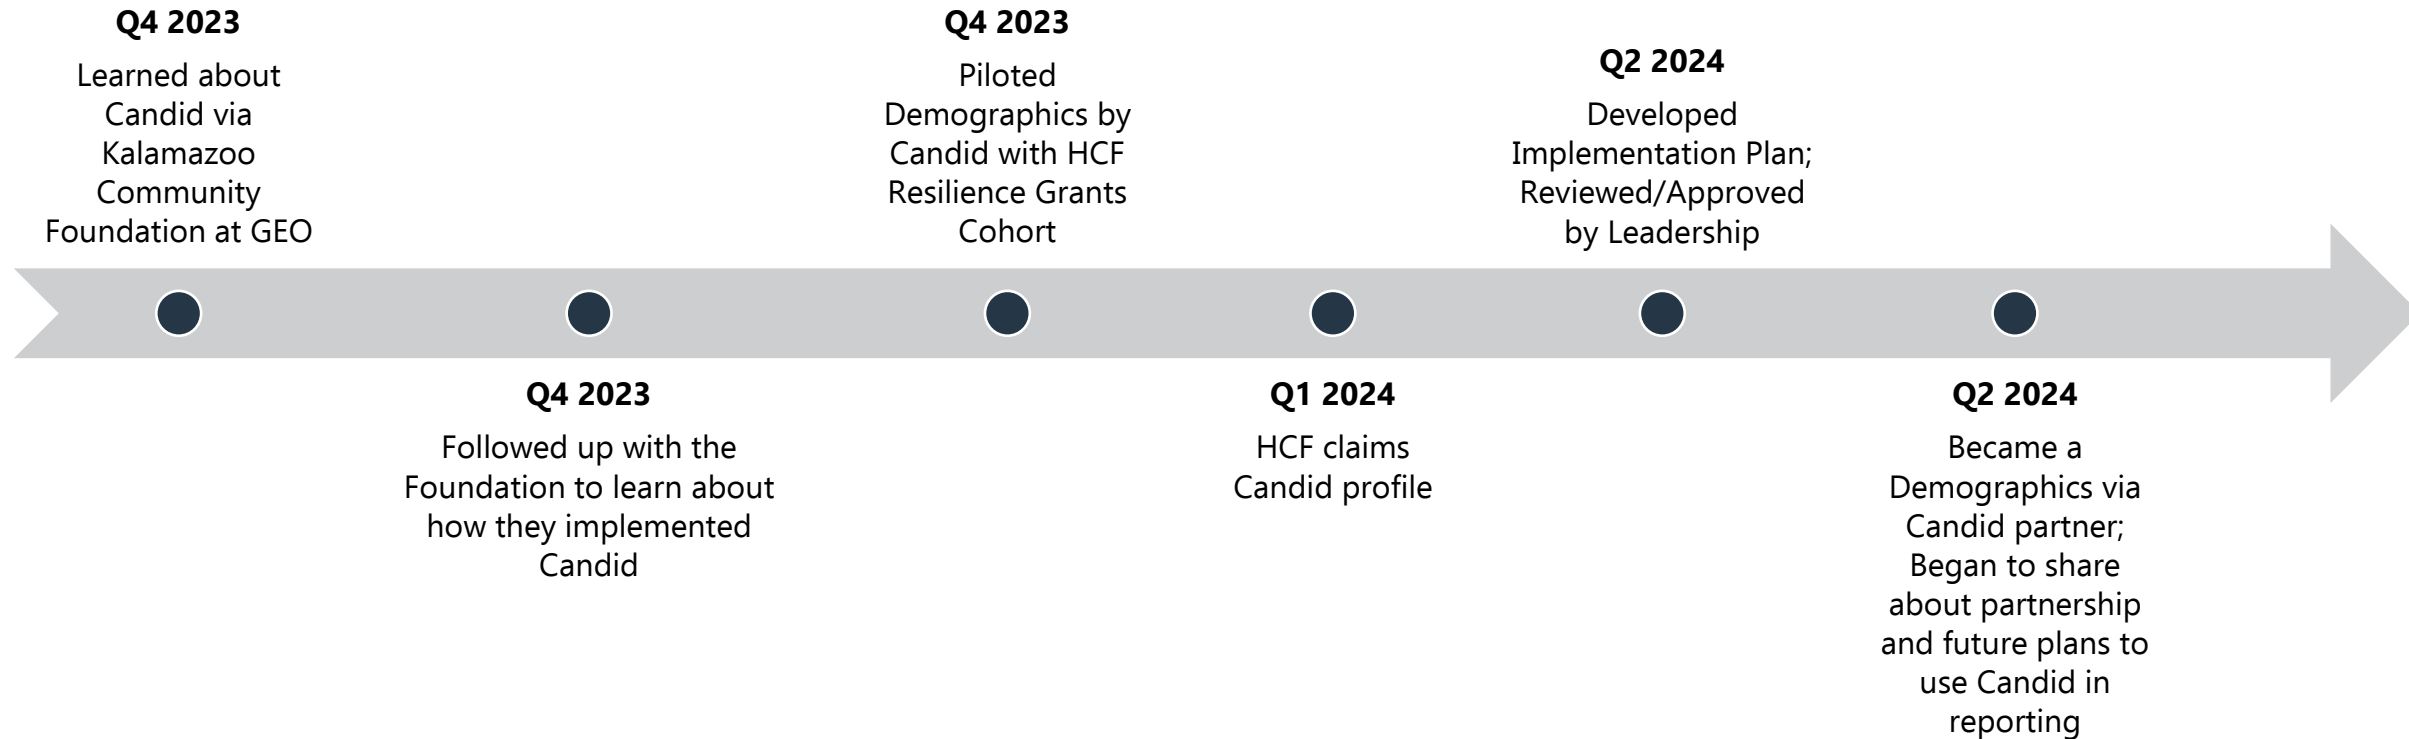 Q4 2023
Learned about
Candid via
Kalamazoo
Community
Foundation at GEO
Q4 2023
Followed up with the
Foundation to learn about
how they implemented
Candid
Q4 2023
Piloted
Demographics by
Candid with HCF
Resilience Grants
Cohort
Q1 2024
HCF claims
Candid profile
Q2 2024
Developed
Implementation Plan;
Reviewed/Approved
by Leadership
Q2 2024
Became a
Demographics via
Candid partner;
Began to share
about partnership
and future plans to
use Candid in
reporting